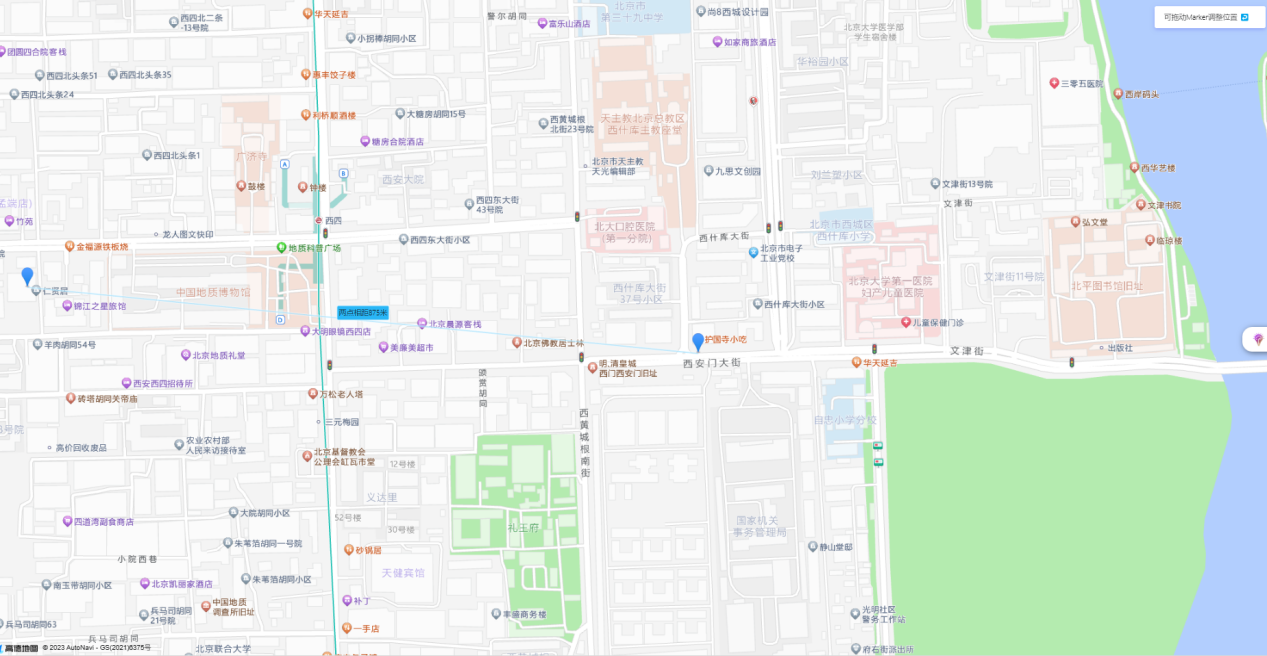 西四北二条
-13号院
华天延吉
警尔胡同
富乐山酒店
北京市
第三十九中学
尚8西城设计园
可拖动Marker调整位置
小拐棒胡同小区
如家商旅酒店
北京大学医学部
学生宿舍楼
团圆四合院客栈
华裕园小区
西四北头条51
西四北头条35
惠丰饺子楼
三零五医院
西四北头条24
西岸码头
利桥顺酒楼
大糖房胡同15号
西黄城根
北街23号院
天主教北京总教区
西什库主教座堂
糖房合院酒店
西四北头条1
广济寺
A
B
北京市天主教
天光编辑部
九思文创园
西华艺楼
西安大院
刘兰塑小区
文津街13号院
鼓楼
钟楼
西四东大街
43号院
文津街
文津书院
竹苑
西四
北大口腔医院
(第一分院)
北京市西城区
西什库小学
弘文堂
龙人图文快印
西四东大街小区
西什库大街
临琼楼
金福源铁板烧
地质科普广场
北京市电子
工业党校
仁贤居
中国地质博物馆
西什库大街
37号小区
北京大学第一医院
妇产儿童医院
文津街11号院
北平图书馆旧址
锦江之星旅馆
西什库大街小区
两点相距875米
D
大明眼镜西四店
北京晨源客栈
儿童保健门诊
羊肉胡同54号
美廉美超市
北京佛教居士林
护国寺小吃
出版社
北京地质礼堂
明,清皇城
西门西安门旧址
西安门大街
文津街
华天延吉
西安西四招待所
颂赏胡同
砖塔胡同关帝庙
万松老人塔
三元梅园
西黄城根南街
自忠小学分校
高价回收废品
农业农村部
人民来访接待室
北京基督教会
公理会缸瓦市堂
12号楼
义达里
大院胡同小区
四道湾副食商店
52号楼
30号楼
礼王府
国家机关
事务管理局
朱苇箔胡同一号院
砂锅居
静山堂邸
小院西巷
天健宾馆
南玉带胡同小区
北京凯丽家酒店
朱苇箔胡同小区
补丁
中国地质
调查所旧址
兵马司胡同
21号院
丰盛商务楼
光明社区
警务工作站
兵马司胡同63
一手店
兵马司胡同
高德地图 © 2023 AutoNavi - GS(2021)6375号
北京联合大学
府右街派出所